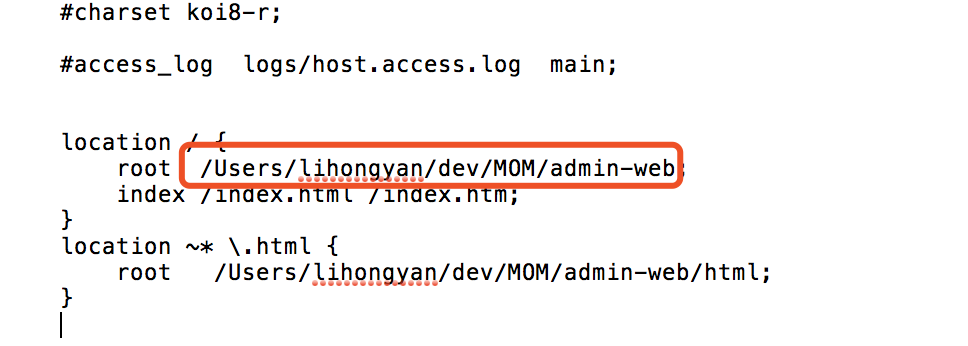 #charset koi8-r;
#access_log  logs/host.access.log  main;
location / {
    root   /Users/lihongyan/dev/MOM/admin-web;
    index /index.html /index.htm;
}
location ~* \.html {
    root   /Users/lihongyan/dev/MOM/admin-web/html;
}